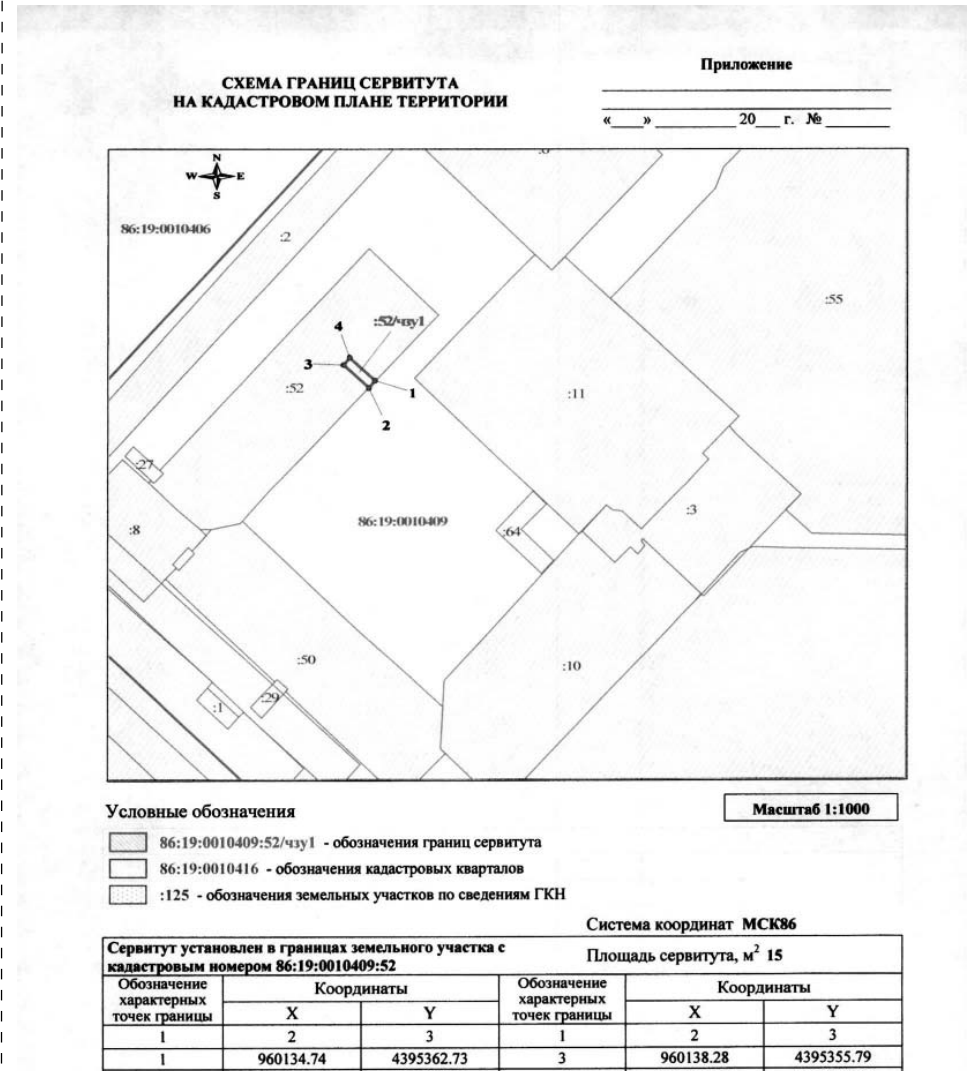 Приложение
СХЕМА ГРАНИЦ СЕРВИТУТА
НА КАДАСТРОВОМ ПЛАНЕ ТЕРРИТОРИИ
«____» __________ 20___ г. № ________
N
W E
S
86:19:0010406
:2
:55
:52/чзу1
4
3
:52
1
2
:11
:27
:8
86:19:0010409
:64
:3
:50
:10
:29
:1
Условные обозначения
Масштаб 1:1000
86:19:0010409:52/чзу1 - обозначения границ сервитута
86:19:0010416 - обозначения кадастровых кварталов
:125 - обозначения земельных участков по сведениям ГКН
Система координат МСК86
Сервитут установлен в границах земельного участка с
кадастровым номером 86:19:0010409:52
Площадь сервитута, м² 15
Обозначение характерных точек границы
Координаты
Обозначение характерных точек границы
Координаты
X Y X Y
1 2 3 1 2 3
1 960134.74 4395362.73 3 960138.28 4395355.79